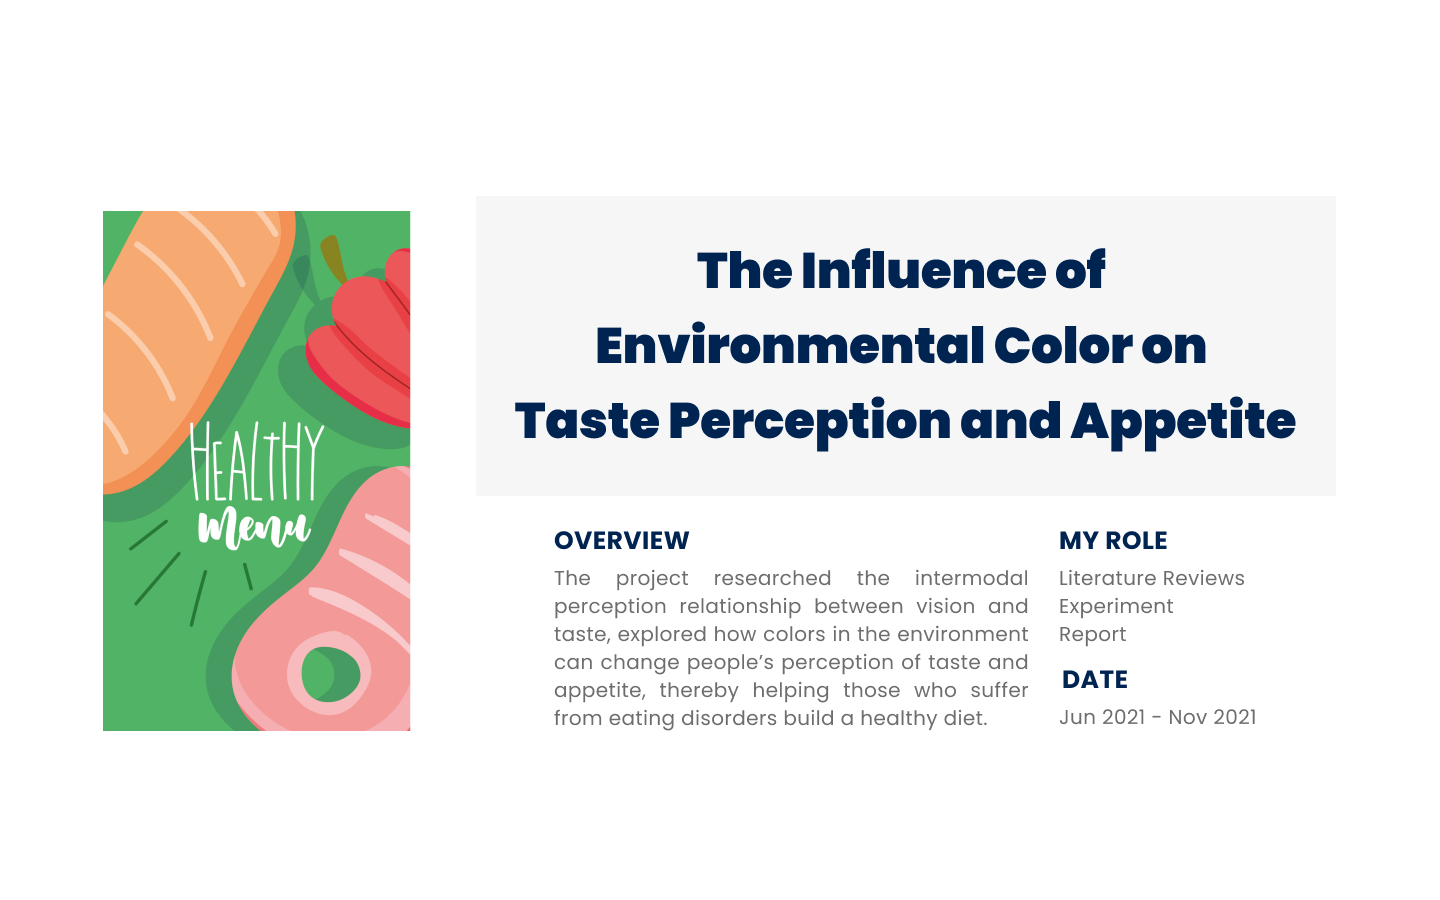 HEALTHY
menu
The Influence of
Environmental Color on
Taste Perception and Appetite
OVERVIEW
The project researched the intermodal
perception relationship between vision and
taste, explored how colors in the environment
can change people’s perception of taste and
appetite, thereby helping those who suffer
from eating disorders build a healthy diet.
MY ROLE
Literature Reviews
Experiment
Report
DATE
Jun 2021 - Nov 2021